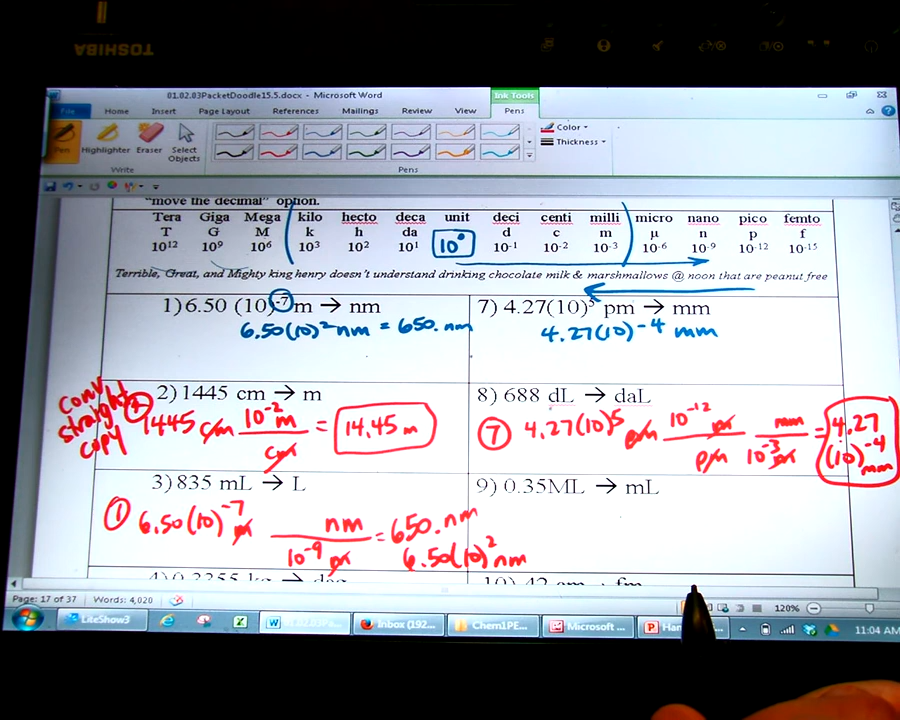 TOSHIBA
01.02.03PacketDoodle15.5.docx - Microsoft Word
Ink Tools
File Home Insert Page Layout References Mailings Review View Pens
Pen Highlighter Eraser Select Objects
Color
Thickness
Write Pens
"move the decimal" option.
Tera Giga Mega kilo hecto deca unit deci centi milli micro nano pico femto
T G M k h da d c m μ n p f
10¹² 10⁹ 10⁶ 10³ 10² 10¹ 10⁰ 10⁻¹ 10⁻² 10⁻³ 10⁻⁶ 10⁻⁹ 10⁻¹² 10⁻¹⁵
Terrible, Great, and Mighty king henry doesn't understand drinking chocolate milk & marshmallows @ noon that are peanut free
1) 6.50 (10)⁻⁷ m → nm
6.50(10)² nm = 650. nm
7) 4.27(10)⁵ pm → mm
4.27(10)⁻⁴ mm
2) 1445 cm → m
conv straight copy
② 1445 cm 10⁻² m / cm = 14.45 m
8) 688 dL → daL
⑦ 4.27(10)⁵ pm 10⁻¹² m / pm mm / 10⁻³ m = 4.27 (10)⁻⁴ mm
3) 835 mL → L
① 6.50(10)⁻⁷ m nm / 10⁻⁹ m = 650. nm
6.50(10)² nm
9) 0.35ML → mL
Page: 17 of 37 Words: 4,020 120%
LiteShow3 01.02.03Pa... Inbox (192... Chem1PE... Microsoft ... 11:04 AM